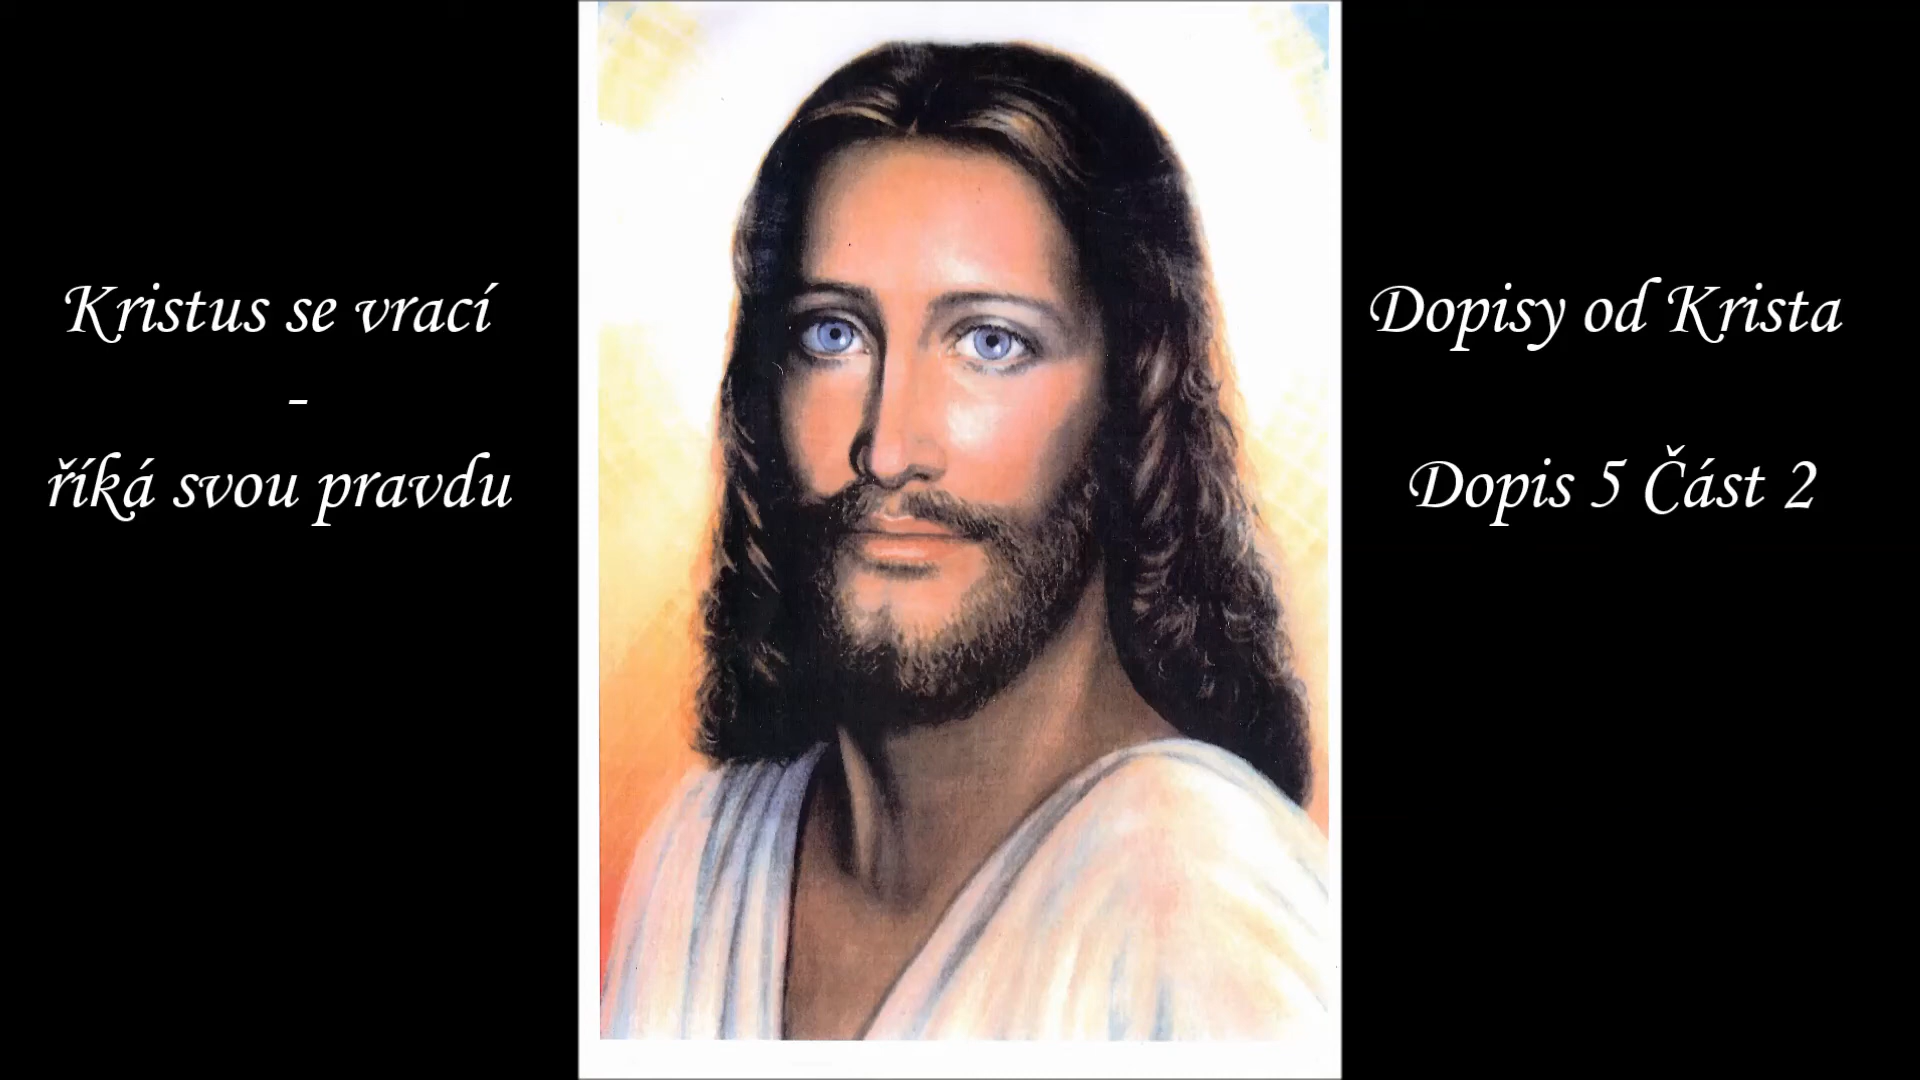 Kristus se vrací
-
říká svou pravdu
Dopisy od Krista
Dopis 5 Část 2